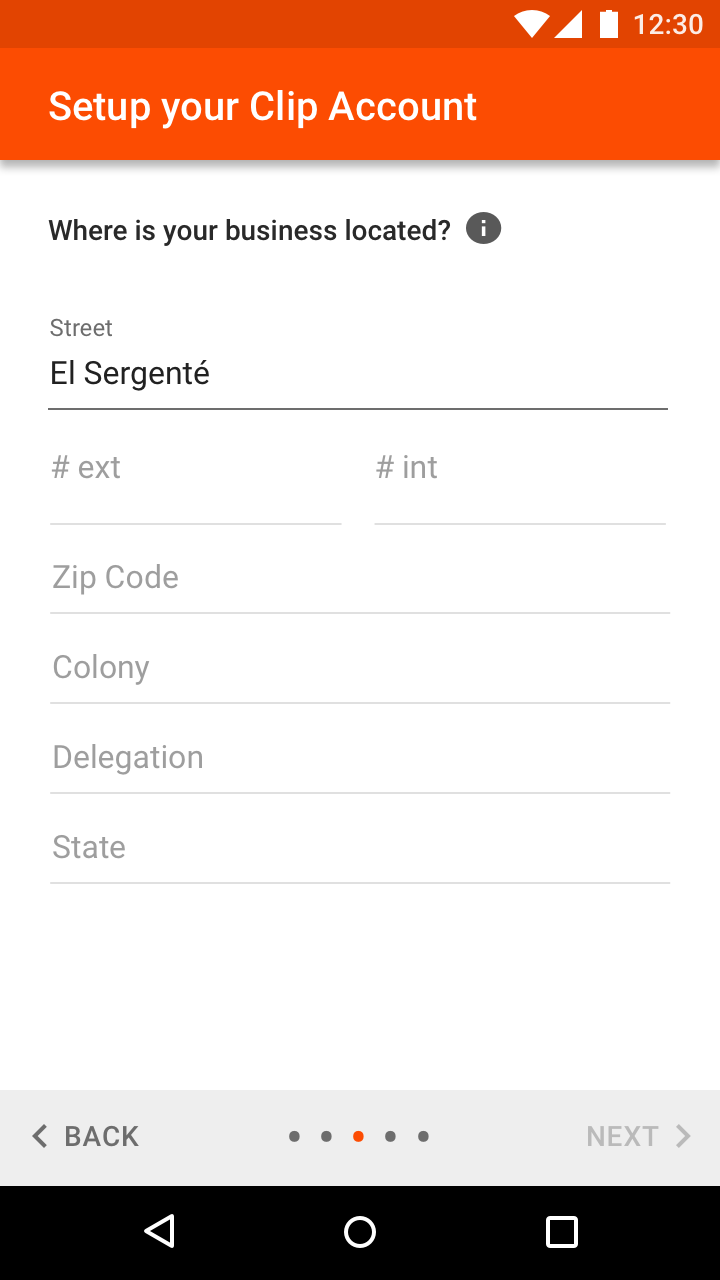 12:30
Setup your Clip Account
Where is your business located?
Street
El Sergenté
# ext # int
Zip Code
Colony
Delegation
State
BACK NEXT